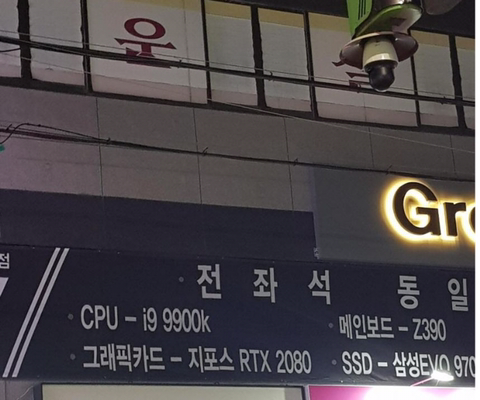 운
Gr
점
전 좌 석 동 일
CPU - i9 9900k
메인보드 - Z390
그래픽카드 - 지포스 RTX 2080
SSD - 삼성EVO 970